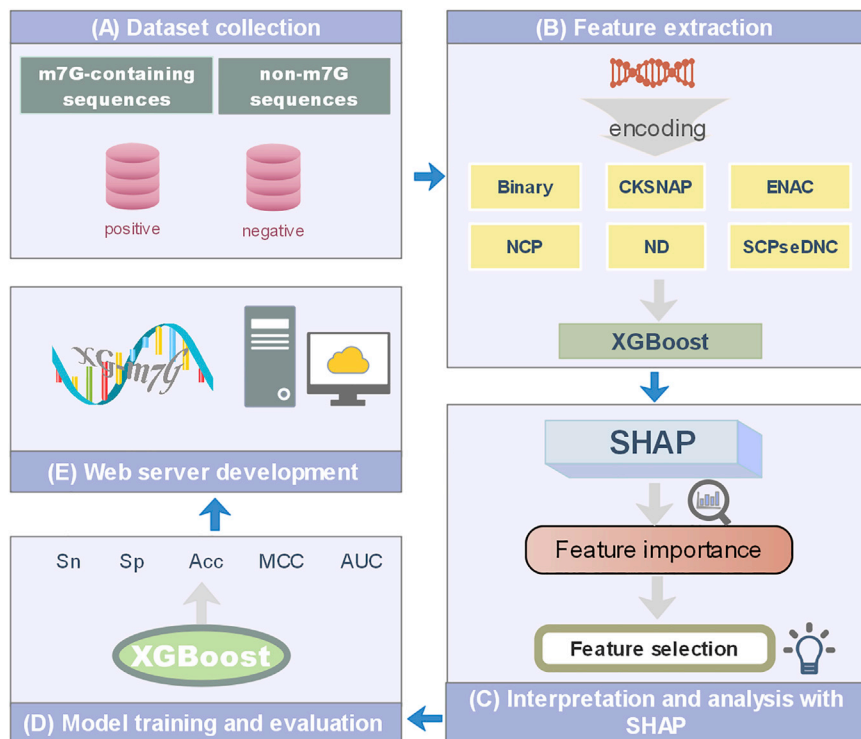 (A) Dataset collection
m7G-containing
sequences
non-m7G
sequences
positive
negative
(B) Feature extraction
encoding
Binary
CKSNAP
ENAC
NCP
ND
SCPseDNC
XGBoost
SHAP
Feature importance
Feature selection
(C) Interpretation and analysis with
SHAP
Sn
Sp
Acc
MCC
AUC
XGBoost
(D) Model training and evaluation
XG-m7G
(E) Web server development